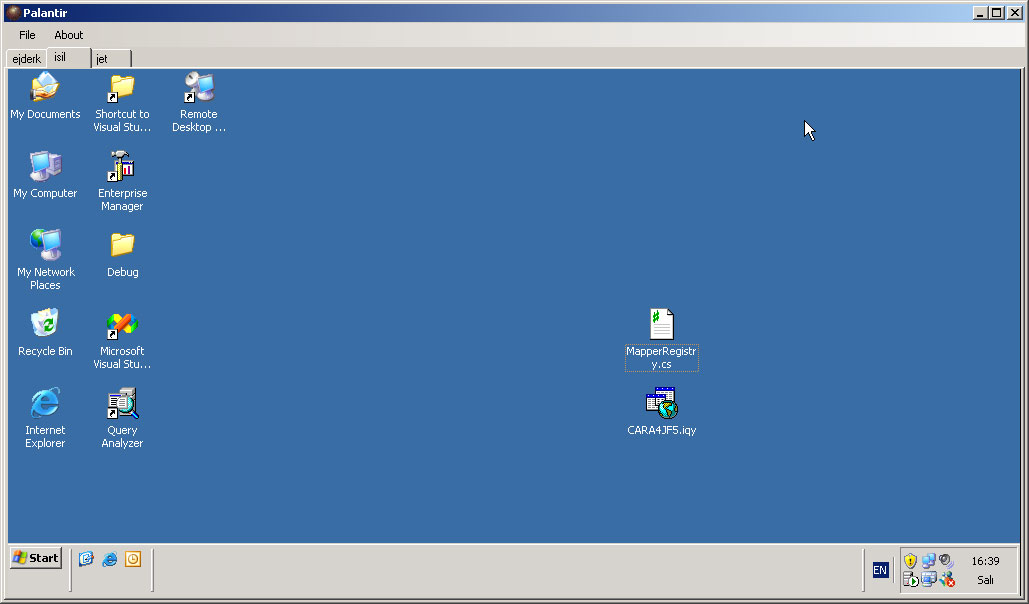 Palantir
File About
ejderk isil jet
My Documents
Shortcut to
Visual Stu...
Remote
Desktop ...
My Computer
Enterprise
Manager
My Network
Places
Debug
Recycle Bin
Microsoft
Visual Stu...
MapperRegistr
y.cs
Internet
Explorer
Query
Analyzer
CARA4JF5.iqy
Start
EN
16:39
Salı